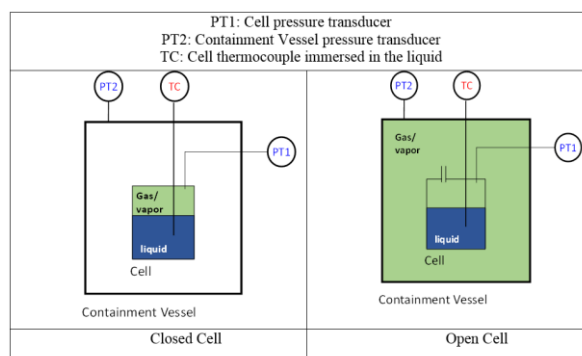 PT1: Cell pressure transducer
PT2: Containment Vessel pressure transducer
TC: Cell thermocouple immersed in the liquid
PT2
TC
PT1
Gas/
vapor
liquid
Cell
Containment Vessel
Closed Cell
PT2
TC
Gas/
vapor
PT1
liquid
Cell
Containment Vessel
Open Cell